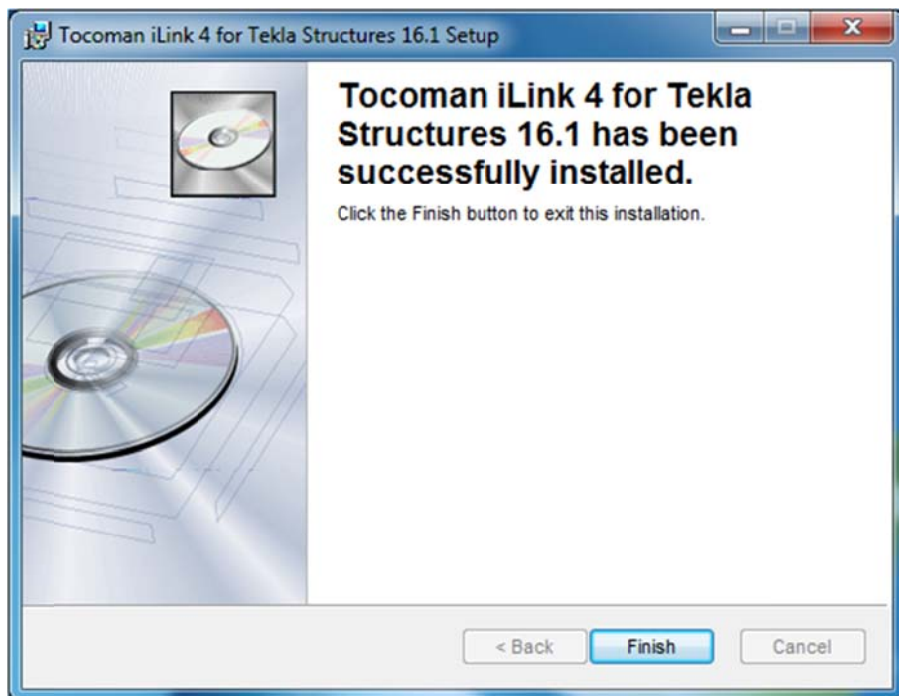 Tocoman iLink 4 for Tekla Structures 16.1 Setup
Tocoman iLink 4 for Tekla
Structures 16.1 has been
successfully installed.
Click the Finish button to exit this installation.
< Back
Finish
Cancel